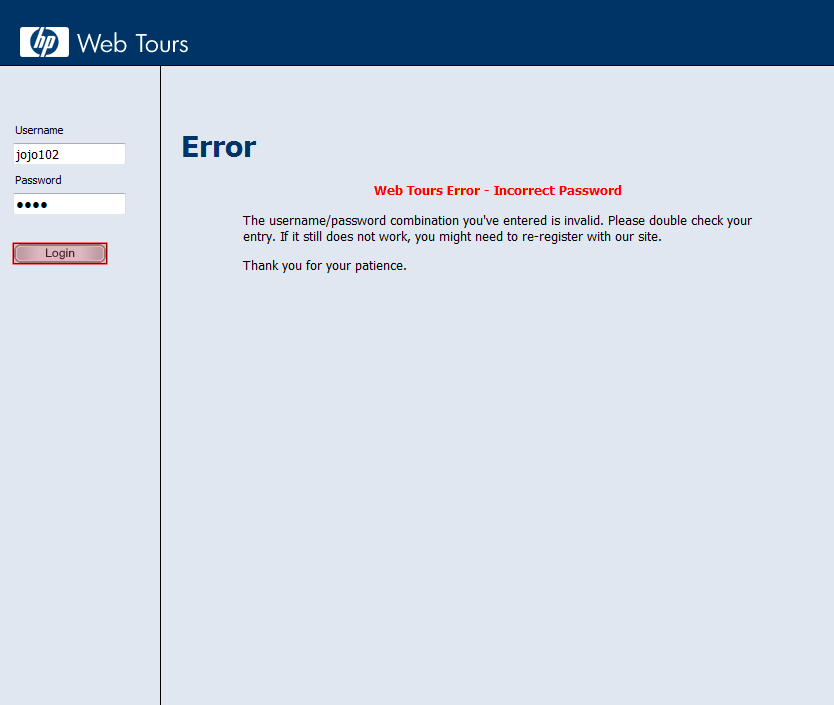 hp Web Tours
Username
jojo102
Password
••••
Login
Error
Web Tours Error - Incorrect Password
The username/password combination you've entered is invalid. Please double check your
entry. If it still does not work, you might need to re-register with our site.
Thank you for your patience.